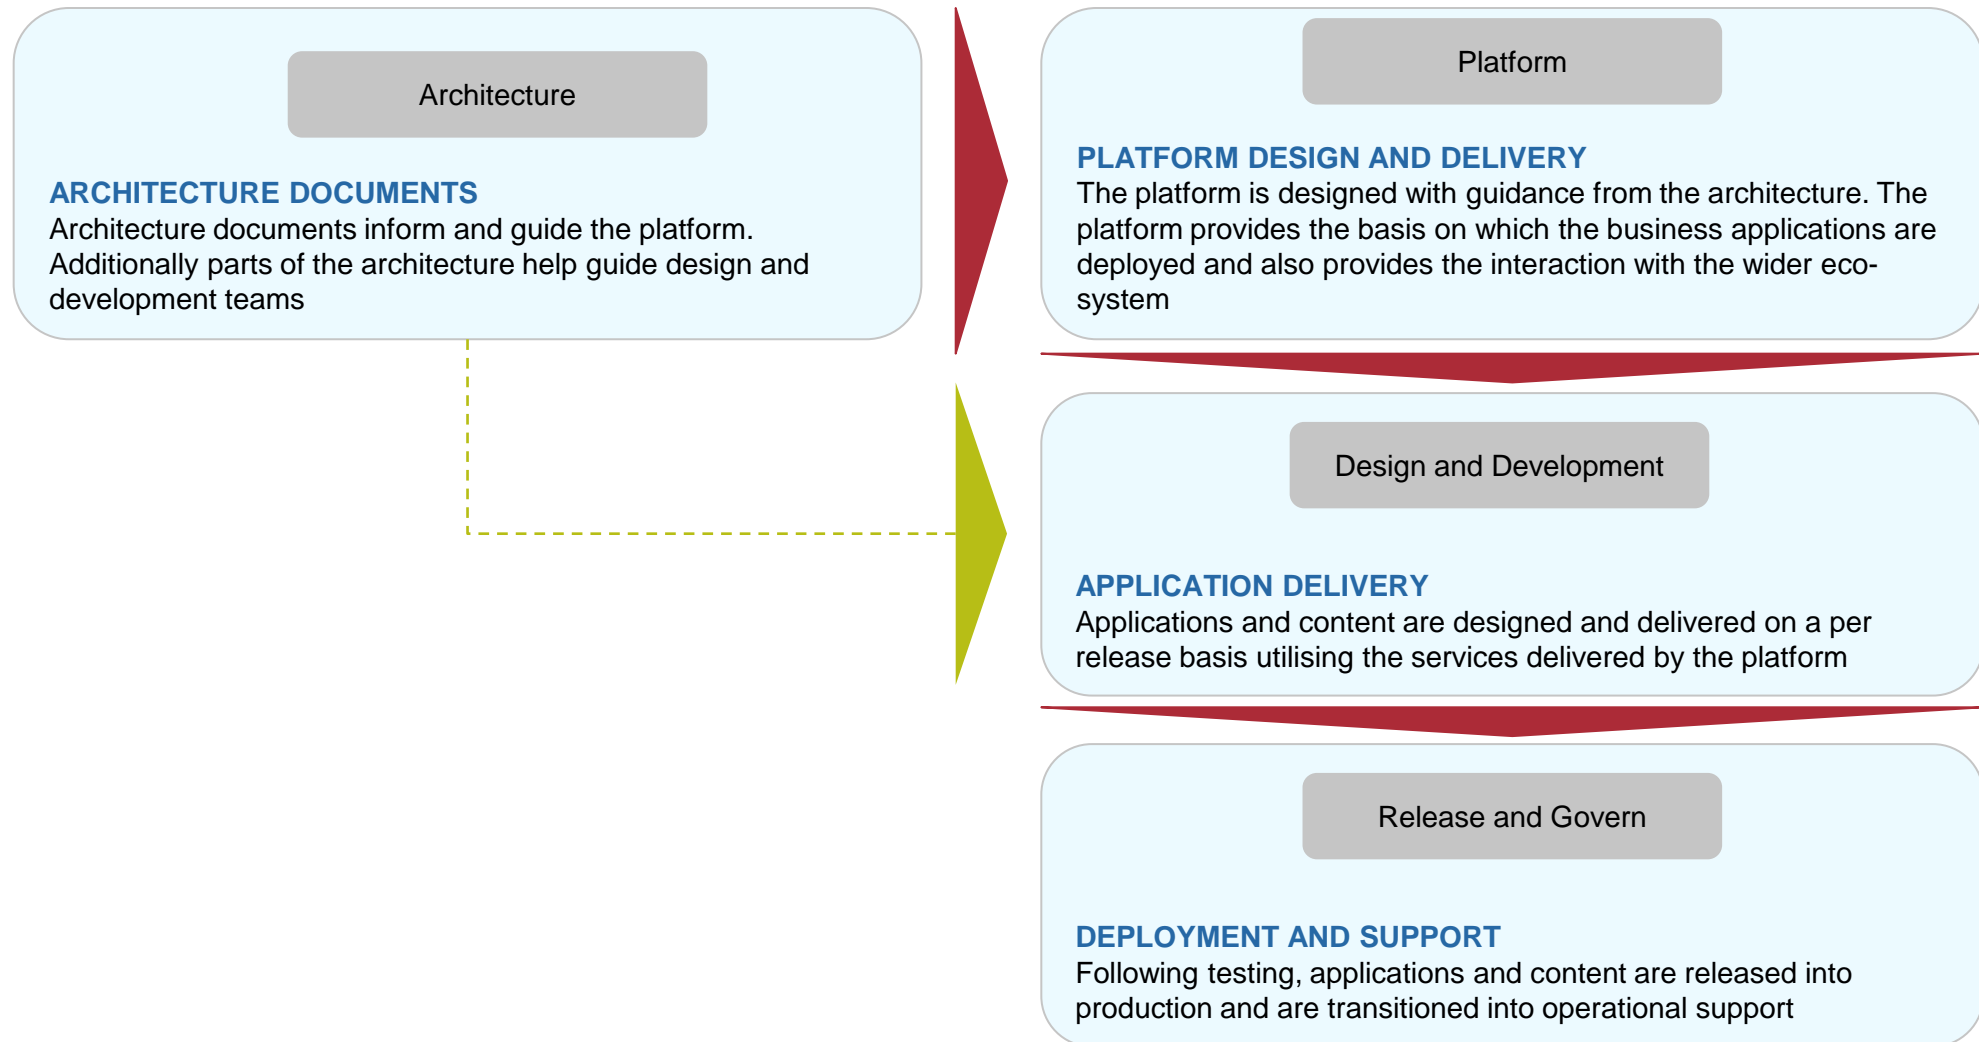 Architecture
ARCHITECTURE DOCUMENTS
Architecture documents inform and guide the platform.
Additionally parts of the architecture help guide design and
development teams
Platform
PLATFORM DESIGN AND DELIVERY
The platform is designed with guidance from the architecture. The
platform provides the basis on which the business applications are
deployed and also provides the interaction with the wider eco-
system
Design and Development
APPLICATION DELIVERY
Applications and content are designed and delivered on a per
release basis utilising the services delivered by the platform
Release and Govern
DEPLOYMENT AND SUPPORT
Following testing, applications and content are released into
production and are transitioned into operational support